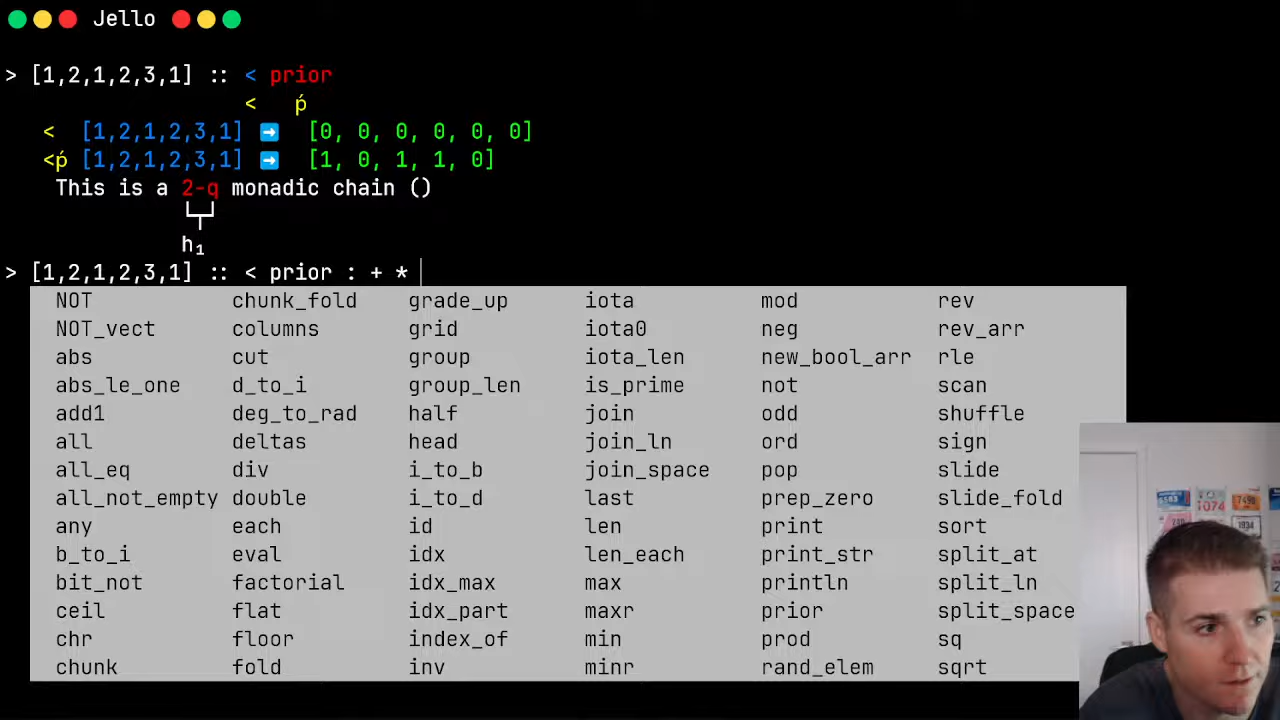 Jello
> [1,2,1,2,3,1] :: < prior
< ṕ
< [1,2,1,2,3,1] ➡ [0, 0, 0, 0, 0, 0]
<ṕ [1,2,1,2,3,1] ➡ [1, 0, 1, 1, 0]
This is a 2-q monadic chain ()
h₁
> [1,2,1,2,3,1] :: < prior : + *
NOT chunk_fold grade_up iota mod rev
NOT_vect columns grid iota0 neg rev_arr
abs cut group iota_len new_bool_arr rle
abs_le_one d_to_i group_len is_prime not scan
add1 deg_to_rad half join odd shuffle
all deltas head join_ln ord sign
all_eq div i_to_b join_space pop slide
all_not_empty double i_to_d last prep_zero slide_fold
any each id len print sort
b_to_i eval idx len_each print_str split_at
bit_not factorial idx_max max println split_ln
ceil flat idx_part maxr prior split_space
chr floor index_of min prod sq
chunk fold inv minr rand_elem sqrt